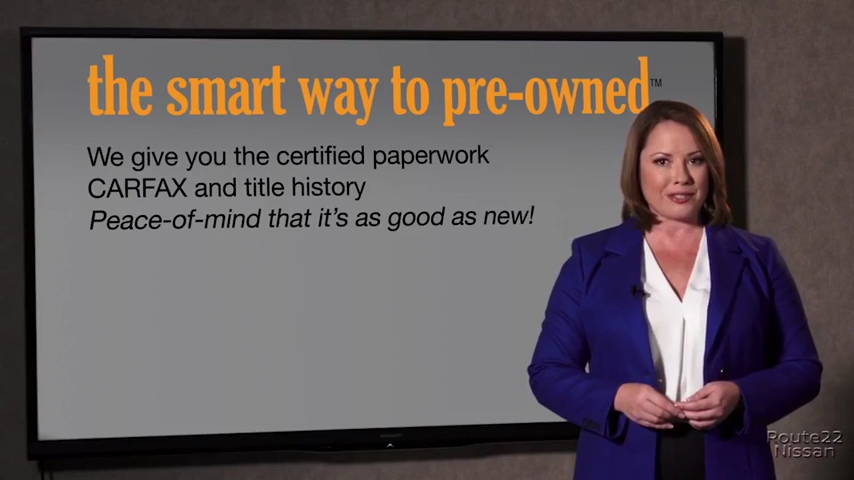 the smart way to pre-owned™
We give you the certified paperwork
CARFAX and title history
Peace-of-mind that it's as good as new!
Route22
Nissan